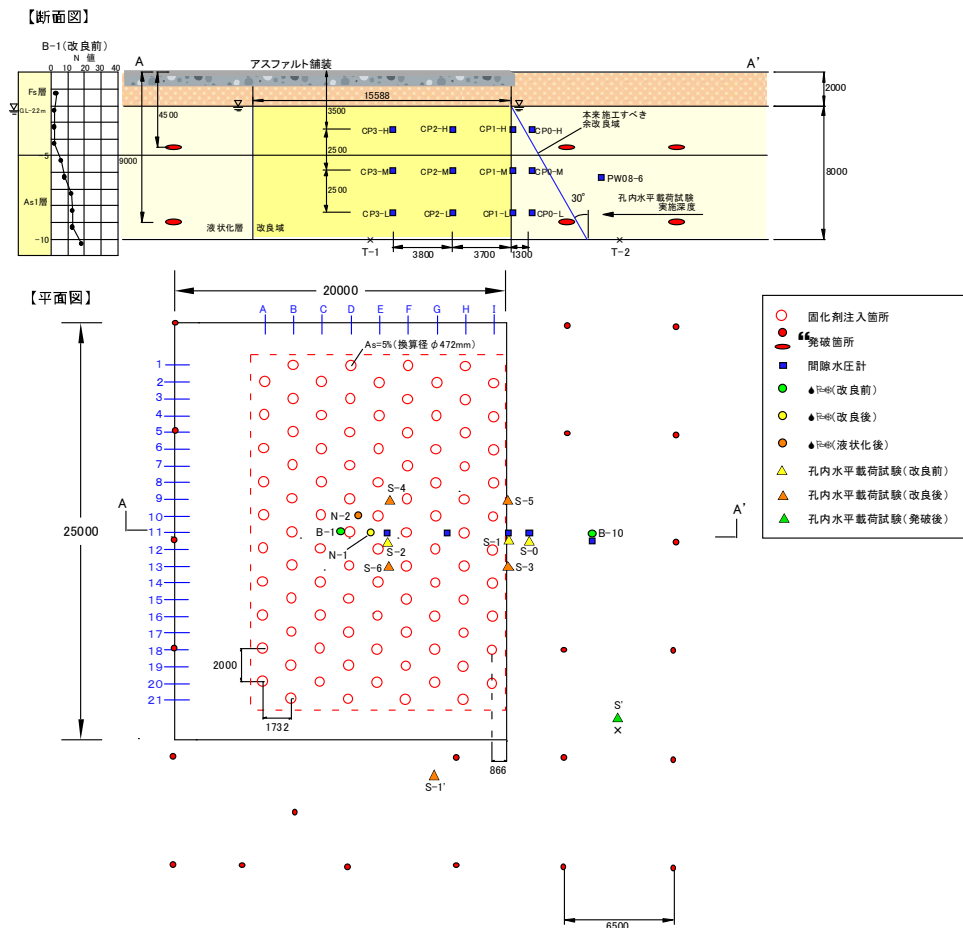 【断面図】
B-1(改良前)
N 値
0 10 20 30 40
A
アスファルト舗装
A'
Fs層
GL-2.2m
15588
2000
4500
3500
本来施工すべき
余改良域
CP3-H
CP2-H
CP1-H
CP0-H
-5
9000
2500
8000
CP3-M
CP2-M
CP1-M
CP0-M
PW08-6
As1層
2500
30°
孔内水平載荷試験
実施深度
CP3-L
CP2-L
CP1-L
CP0-L
液状化層
改良域
-10
T-1
T-2
3800
3700
1300
【平面図】
20000
A B C D E F G H I
As=5%(換算径φ472mm)
1
2
3
4
5
6
7
8
9
10
11
12
13
14
15
16
17
18
19
20
21
25000
A
A'
S-4
S-5
N-2
B-1
N-1
S-2
S-1
S-0
B-10
S-6
S-3
2000
1732
866
S'
S-1'
6500
固化剤注入箇所
発破箇所
間隙水圧計
(改良前)
(改良後)
(液状化後)
孔内水平載荷試験(改良前)
孔内水平載荷試験(改良後)
孔内水平載荷試験(発破後)